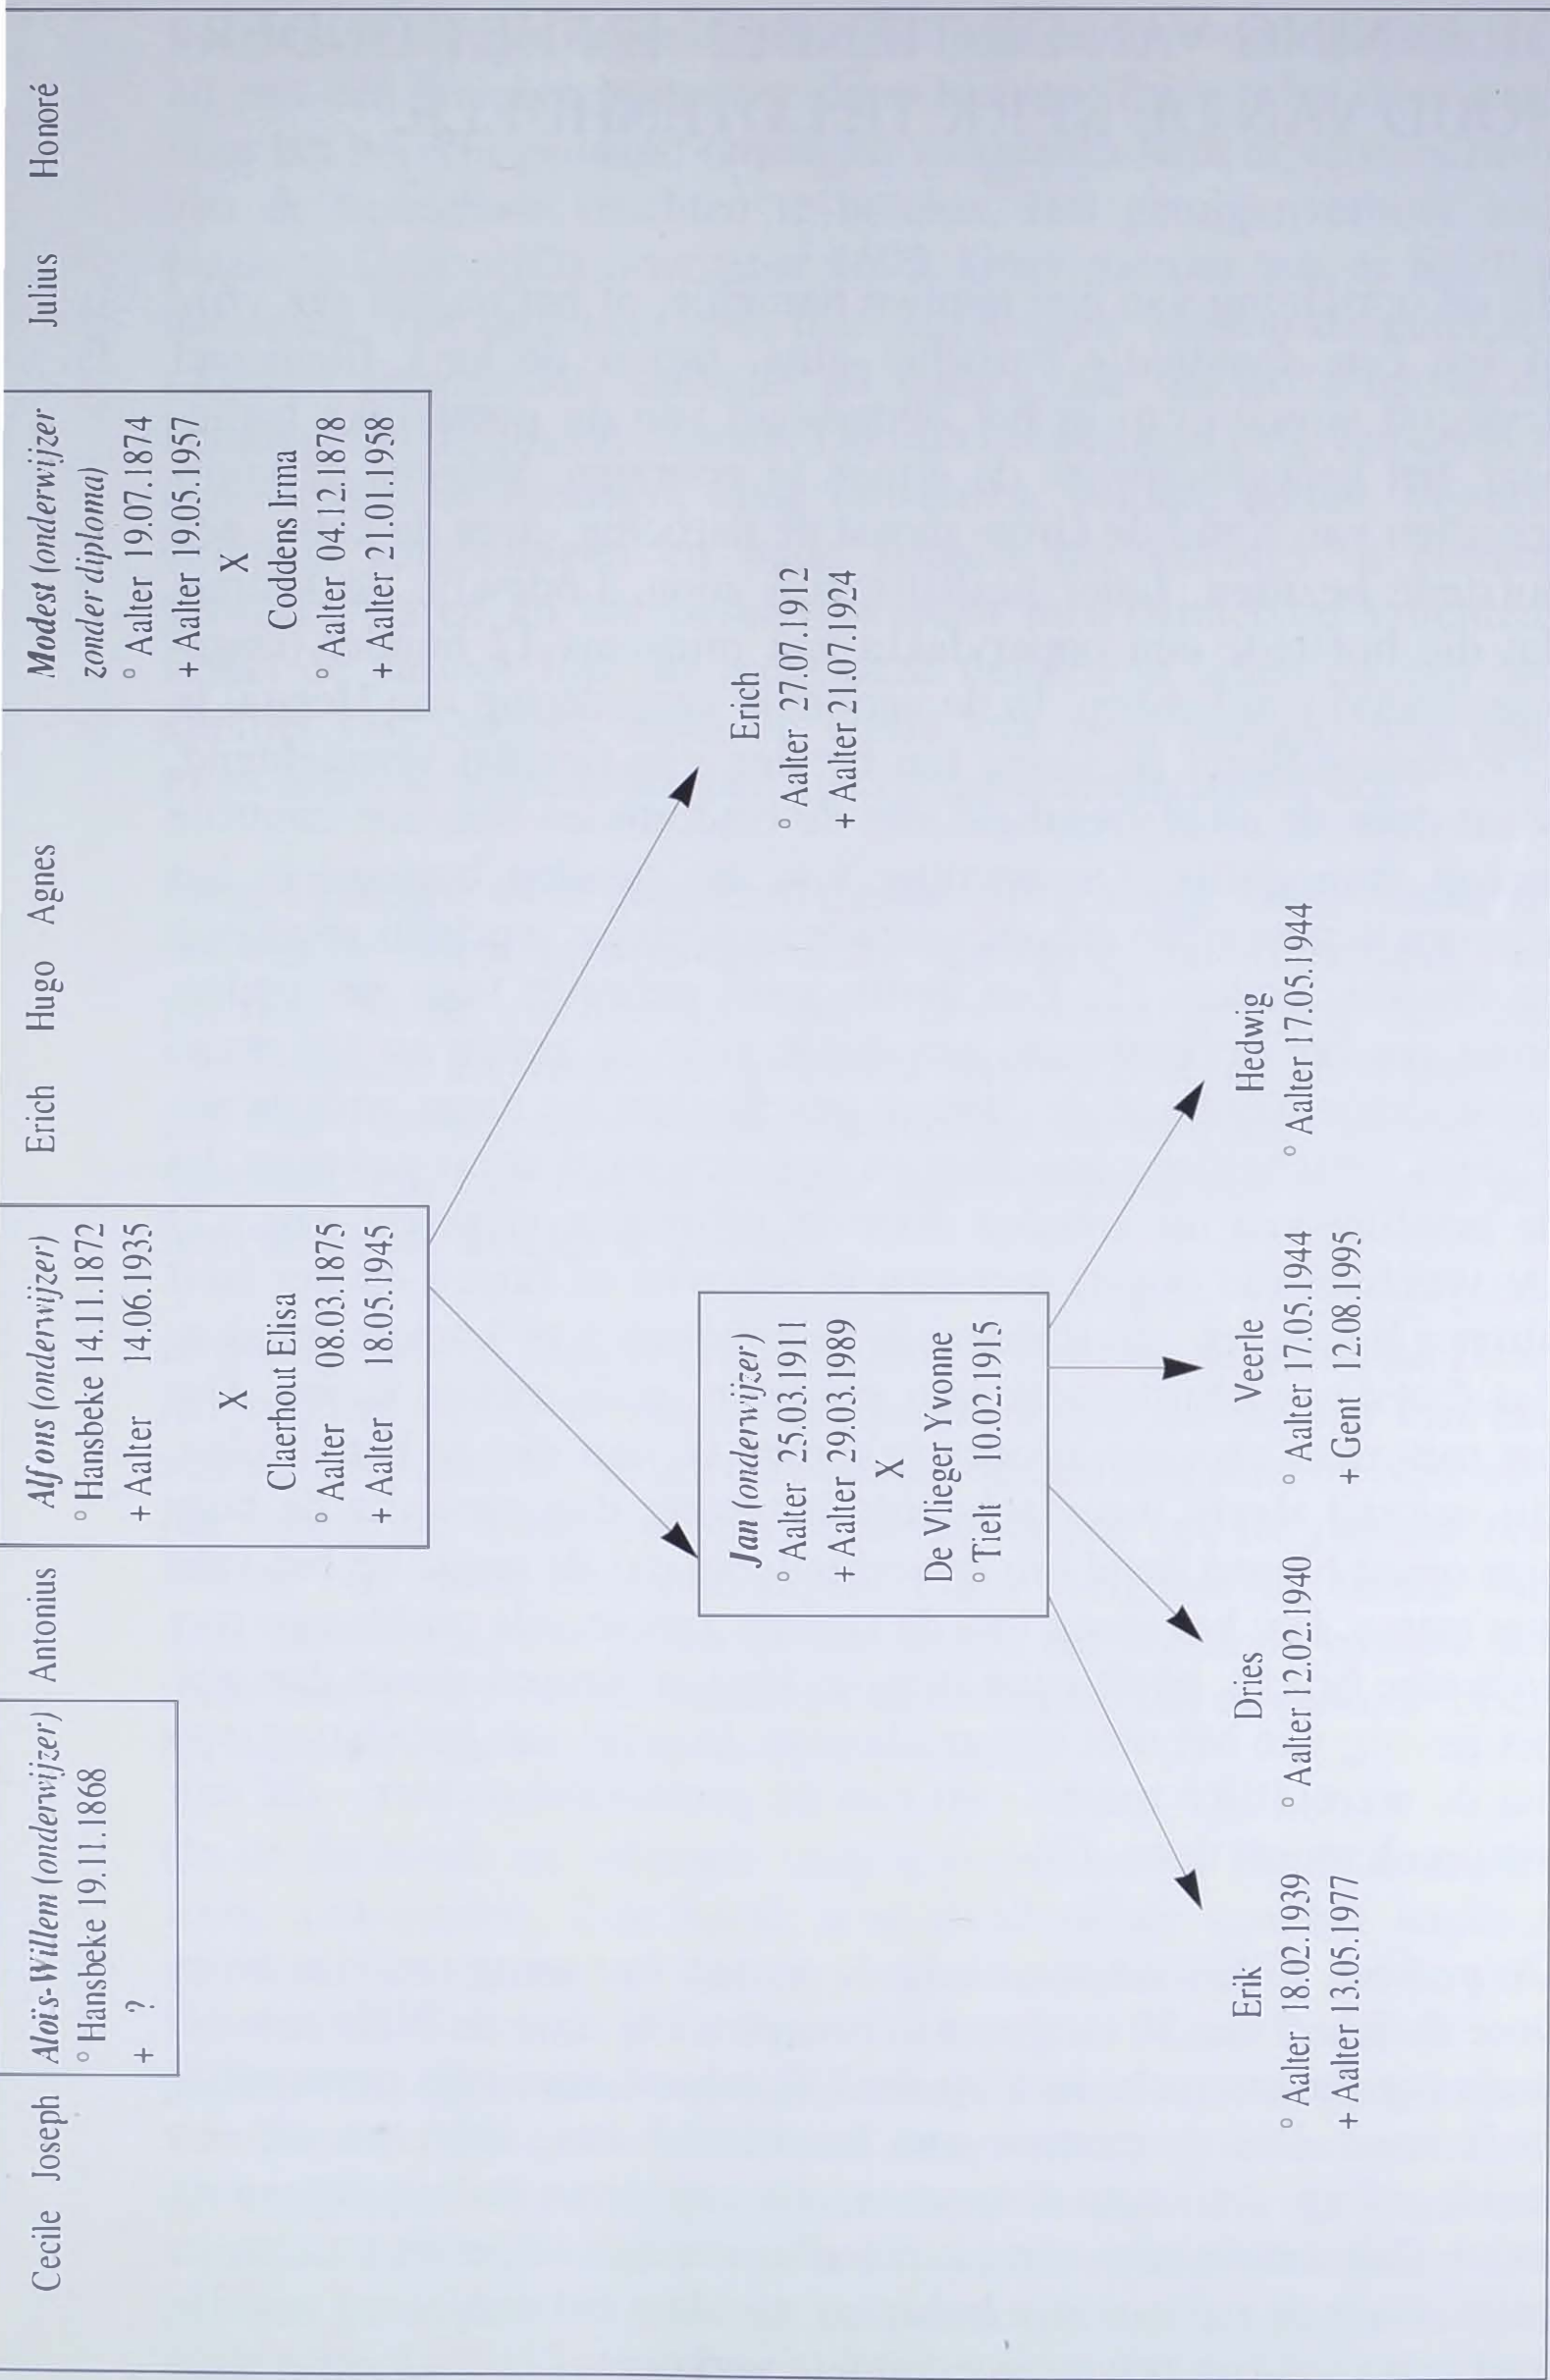 Cecile
Joseph
Aloïs-Willem (onderwijzer)
° Hansbeke 19.11.1868
+ ?
Antonius
Alfons (onderwijzer)
° Hansbeke 14.11.1872
+ Aalter 14.06.1935
X
Claerhout Elisa
° Aalter 08.03.1875
+ Aalter 18.05.1945
Erich
Hugo
Agnes
Modest (onderwijzer
zonder diploma)
° Aalter 19.07.1874
+ Aalter 19.05.1957
X
Coddens Irma
° Aalter 04.12.1878
+ Aalter 21.01.1958
Julius
Honoré
Jan (onderwijzer)
° Aalter 25.03.1911
+ Aalter 29.03.1989
X
De Vlieger Yvonne
° Tielt 10.02.1915
Erich
° Aalter 27.07.1912
+ Aalter 21.07.1924
Erik
° Aalter 18.02.1939
+ Aalter 13.05.1977
Dries
° Aalter 12.02.1940
Veerle
° Aalter 17.05.1944
+ Gent 12.08.1995
Hedwig
° Aalter 17.05.1944